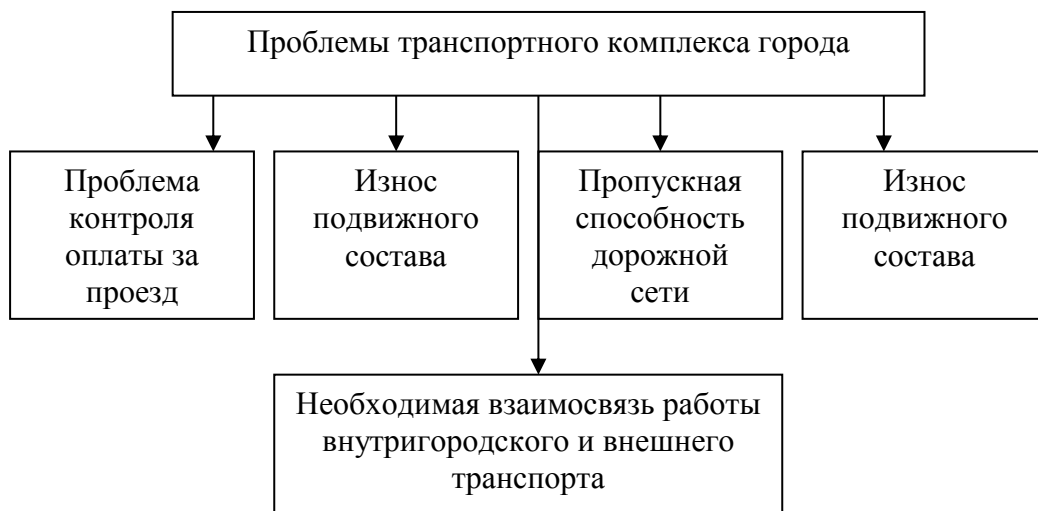 Проблемы транспортного комплекса города
Проблема
контроля
оплаты за
проезд
Износ
подвижного
состава
Пропускная
способность
дорожной
сети
Износ
подвижного
состава
Необходимая взаимосвязь работы
внутригородского и внешнего
транспорта